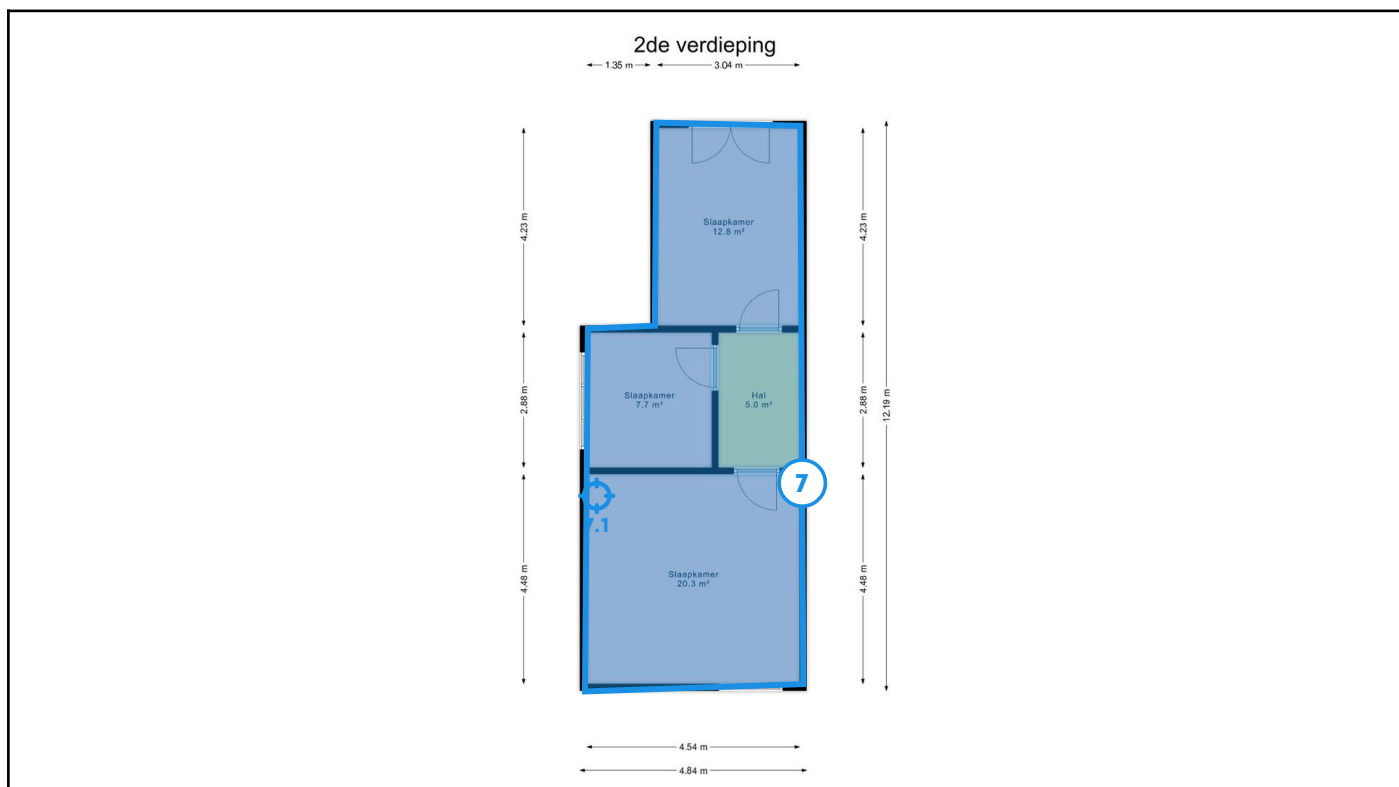 2de verdieping
1.35 m
3.04 m
4.23 m
4.23 m
Slaapkamer
12.8 m²
2.88 m
Slaapkamer
7.7 m²
Hal
5.0 m²
2.88 m
12.19 m
7
7.1
4.48 m
Slaapkamer
20.3 m²
4.48 m
4.54 m
4.84 m